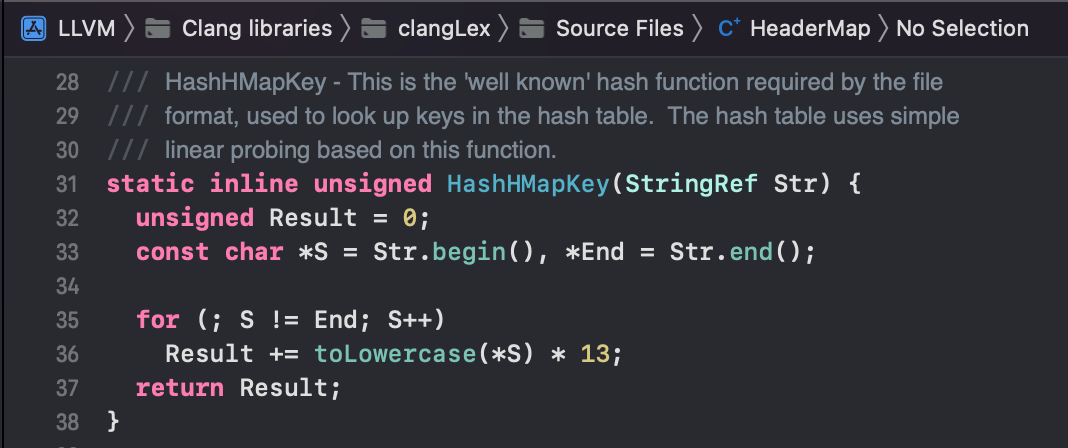 LLVM 〉 Clang libraries 〉 clangLex 〉 Source Files 〉 C+ HeaderMap 〉 No Selection
28 /// HashHMapKey - This is the 'well known' hash function required by the file
29 /// format, used to look up keys in the hash table.  The hash table uses simple
30 /// linear probing based on this function.
31 static inline unsigned HashHMapKey(StringRef Str) {
32   unsigned Result = 0;
33   const char *S = Str.begin(), *End = Str.end();
34
35   for (; S != End; S++)
36     Result += toLowercase(*S) * 13;
37   return Result;
38 }